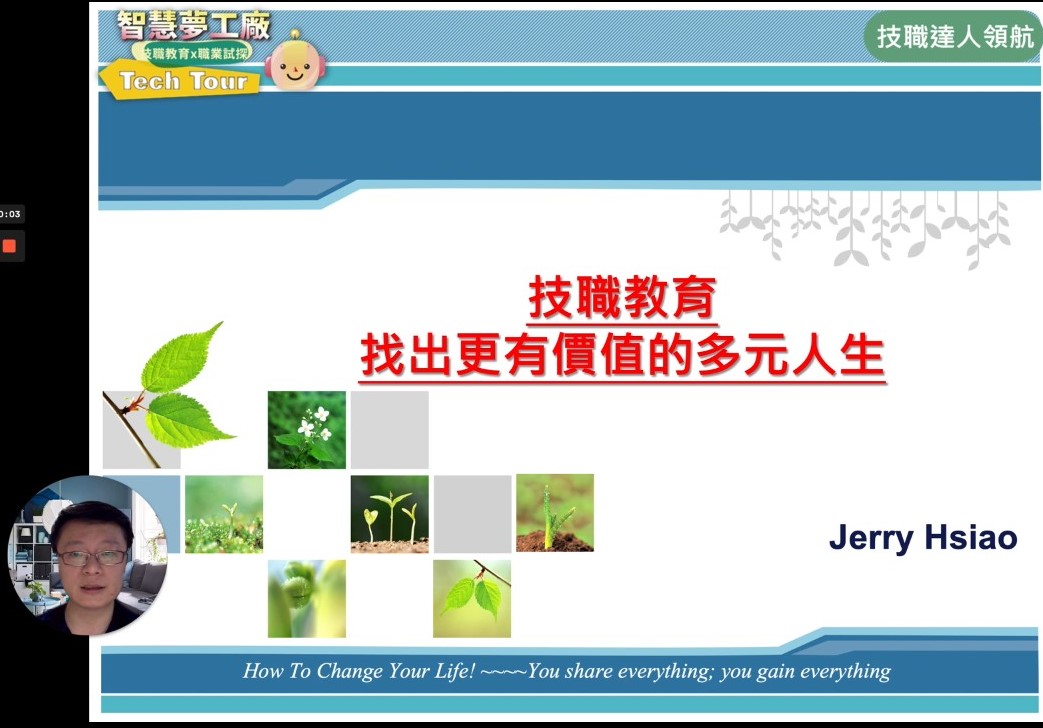 智慧夢工廠
技職教育x職業試探
Tech Tour
技職達人領航
0:03
技職教育
找出更有價值的多元人生
Jerry Hsiao
How To Change Your Life! ~~~~You share everything; you gain everything